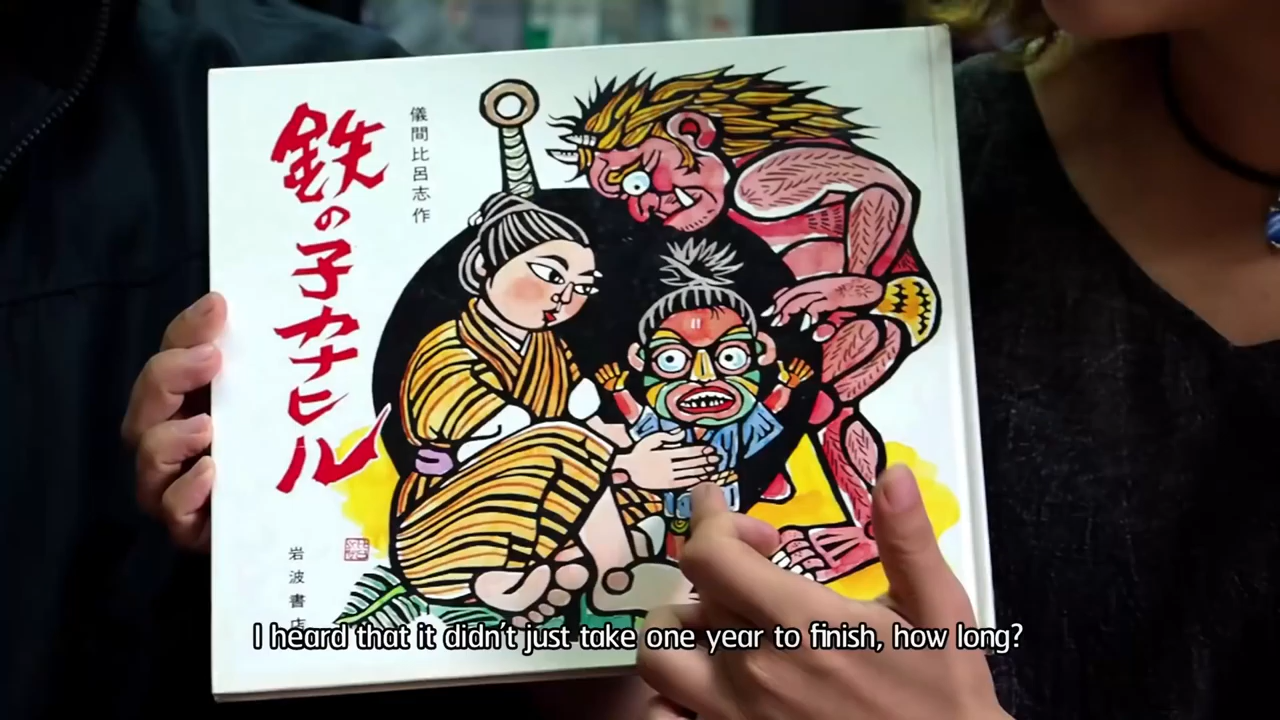 鉄の子カナヒル
儀間比呂志作
岩波書店
I heard that it didn't just take one year to finish, how long?